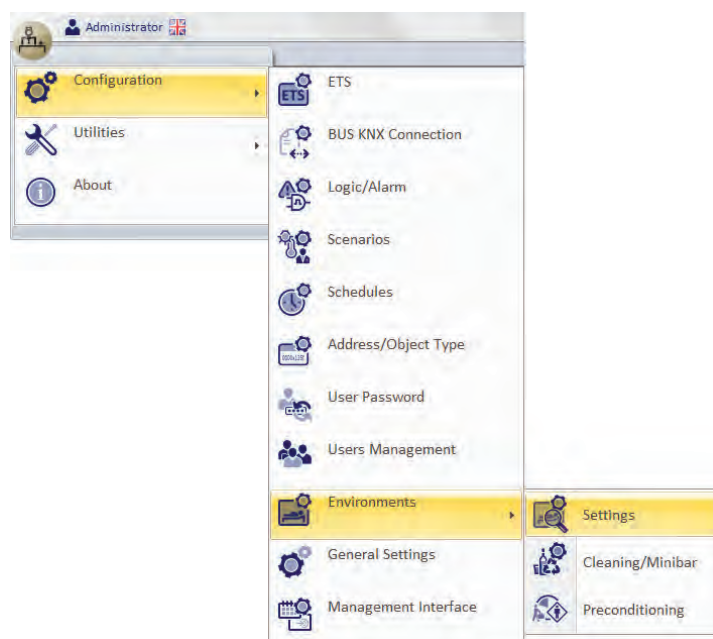 Administrator
Configuration
Utilities
About
ETS
ETS
BUS KNX Connection
Logic/Alarm
Scenarios
Schedules
Address/Object Type
User Password
Users Management
Environments
General Settings
Management Interface
Settings
Cleaning/Minibar
Preconditioning